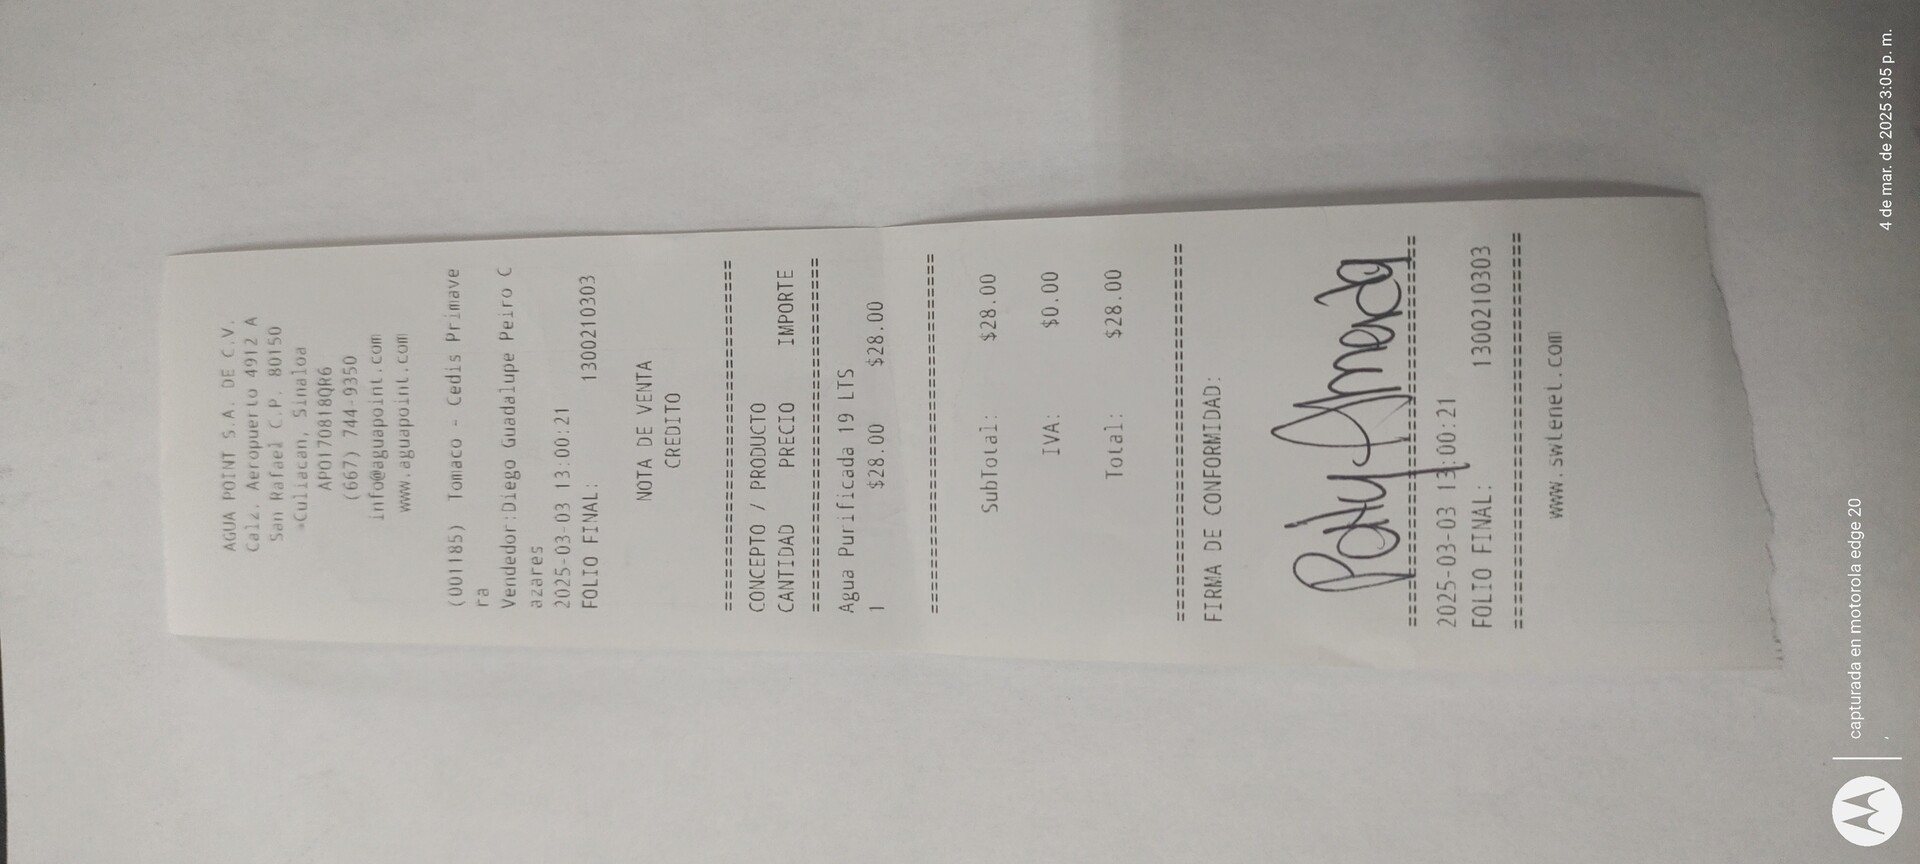 AGUA POINT S.A. DE C.V.
Calz. Aeropuerto 4912 A
San Rafael C.P. 80150
*Culiacan, Sinaloa
APO170818QR6
(667) 744-9350
info@aguapoint.com
www.aguapoint.com
(001185) Tomaco - Cedis Primave
ra
Vendedor:Diego Guadalupe Peiro C
azares
2025-03-03 13:00:21
FOLIO FINAL: 1300210303
NOTA DE VENTA
CREDITO
================================
CONCEPTO / PRODUCTO
CANTIDAD PRECIO IMPORTE
================================
Agua Purificada 19 LTS
1 $28.00 $28.00
================================
SubTotal: $28.00
IVA: $0.00
Total: $28.00
================================
FIRMA DE CONFORMIDAD:
Paty Armenta
================================
2025-03-03 13:00:21
FOLIO FINAL: 1300210303
================================
www.swtenet.com
capturada en motorola edge 20
4 de mar. de 2025 3:05 p. m.